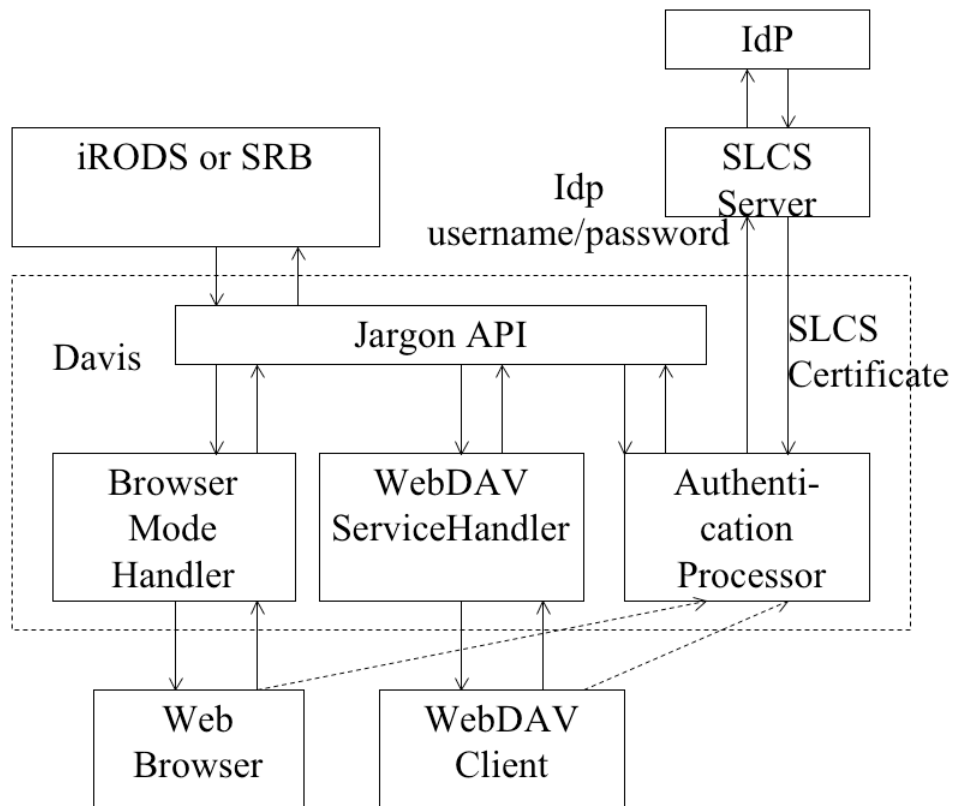 IdP
iRODS or SRB
SLCS
Server
Idp
username/password
Jargon API
Davis
SLCS
Certificate
Browser
Mode
Handler
WebDAV
ServiceHandler
Authenti-
cation
Processor
Web
Browser
WebDAV
Client